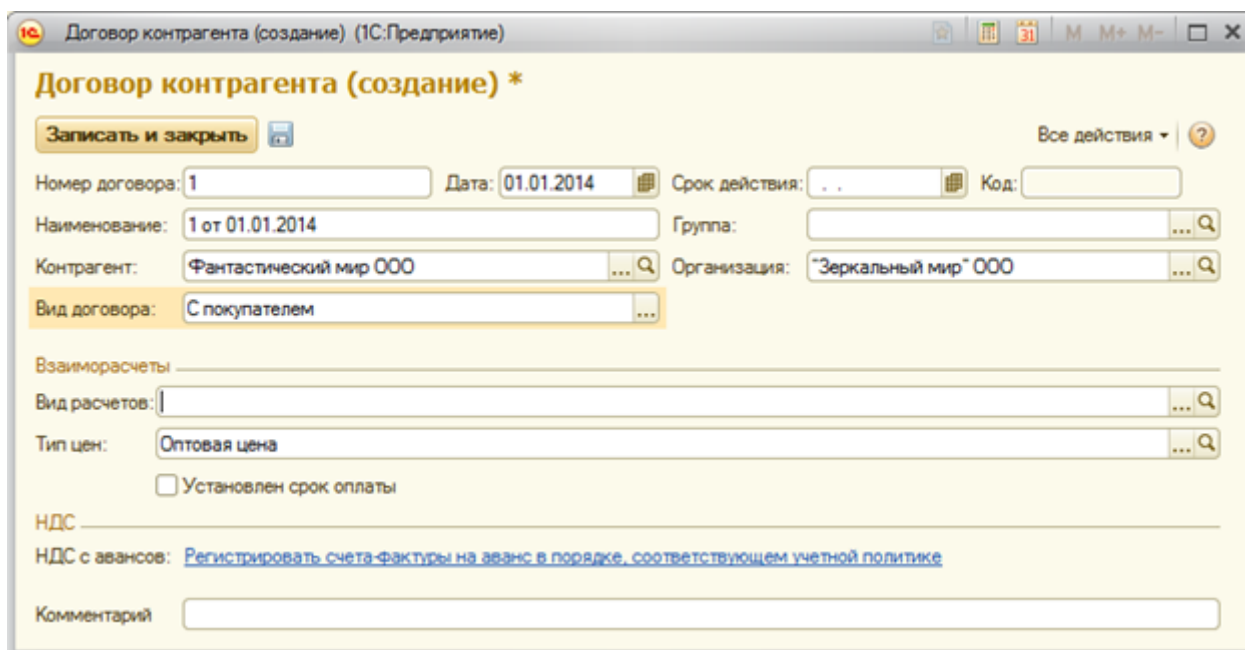 1С Договор контрагента (создание) (1С:Предприятие) 31 M M+ M-
Договор контрагента (создание) *
Записать и закрыть Все действия ?
Номер договора: 1 Дата: 01.01.2014 Срок действия: . . Код:
Наименование: 1 от 01.01.2014 Группа: ...
Контрагент: Фантастический мир ООО ... Организация: "Зеркальный мир" ООО ...
Вид договора: С покупателем ...
Взаиморасчеты
Вид расчетов: ...
Тип цен: Оптовая цена ...
Установлен срок оплаты
НДС
НДС с авансов: Регистрировать счета-фактуры на аванс в порядке, соответствующем учетной политике
Комментарий